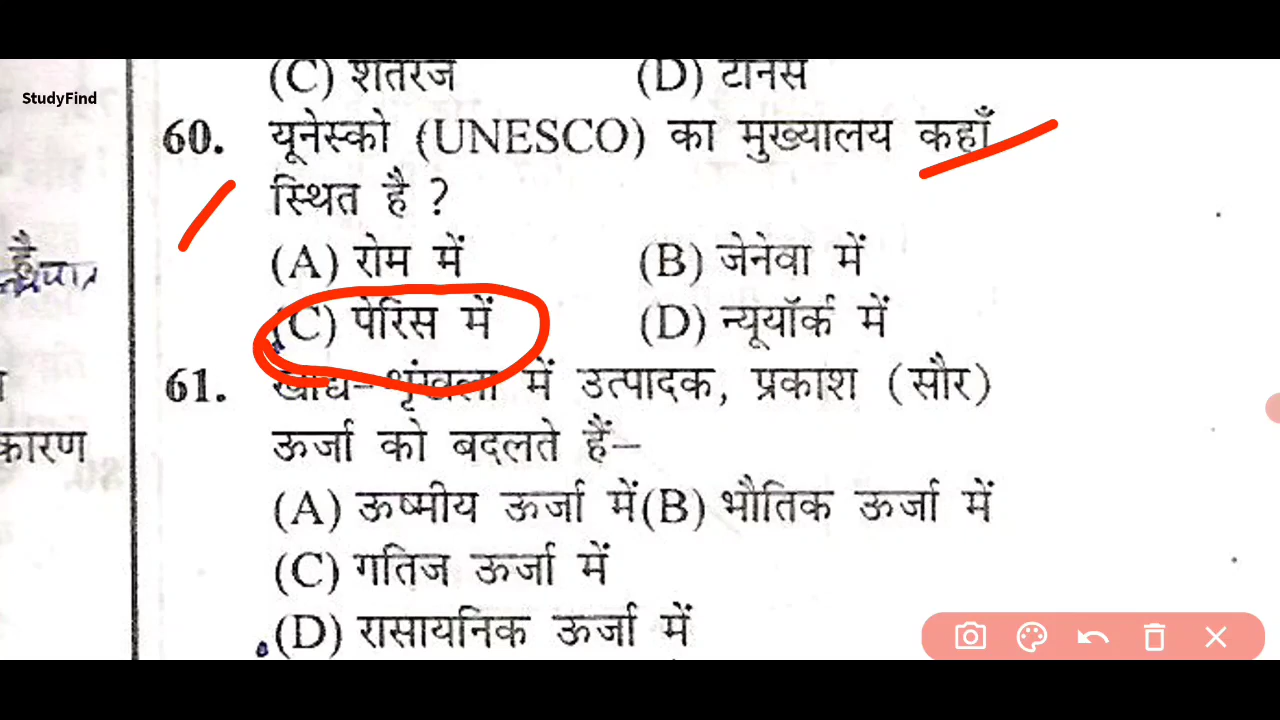 StudyFind
(C) शतरंज (D) टेनिस
60. यूनेस्को (UNESCO) का मुख्यालय कहाँ
स्थित है ?
(A) रोम में (B) जेनेवा में
(C) पेरिस में (D) न्यूयॉर्क में
61. खाद्य-श्रृंखला में उत्पादक, प्रकाश (सौर)
कारण ऊर्जा को बदलते हैं–
(A) ऊष्मीय ऊर्जा में (B) भौतिक ऊर्जा में
(C) गतिज ऊर्जा में
(D) रासायनिक ऊर्जा में